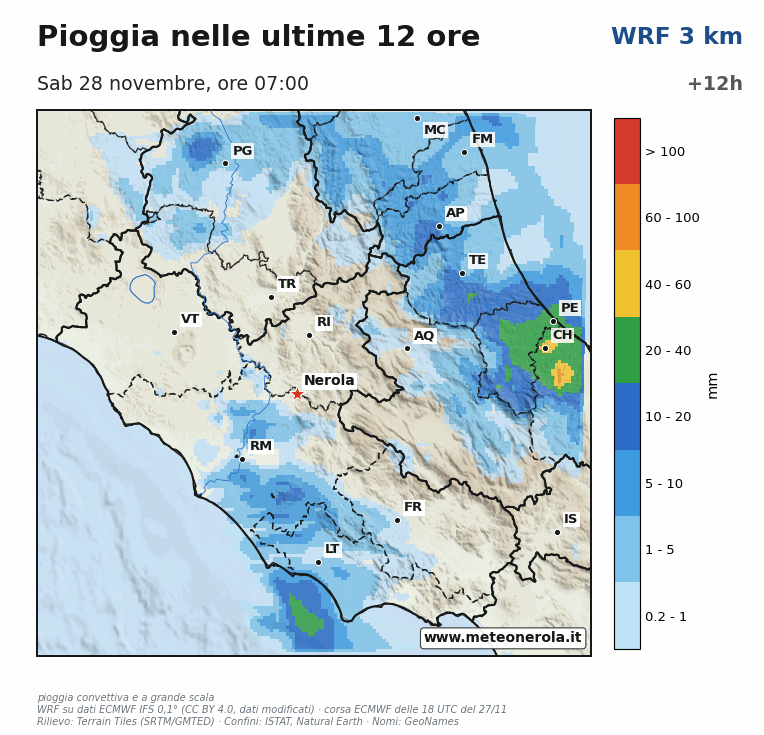 Pioggia nelle ultime 12 ore
WRF 3 km
Sab 28 novembre, ore 07:00
+12h
MC
FM
PG
AP
TE
TR
PE
VT
RI
AQ
CH
Nerola
RM
FR
IS
LT
www.meteonerola.it
> 100
60 - 100
40 - 60
20 - 40
10 - 20
5 - 10
1 - 5
0.2 - 1
mm
pioggia convettiva e a grande scala
WRF su dati ECMWF IFS 0,1° (CC BY 4.0, dati modificati) · corsa ECMWF delle 18 UTC del 27/11
Rilievo: Terrain Tiles (SRTM/GMTED) · Confini: ISTAT, Natural Earth · Nomi: GeoNames